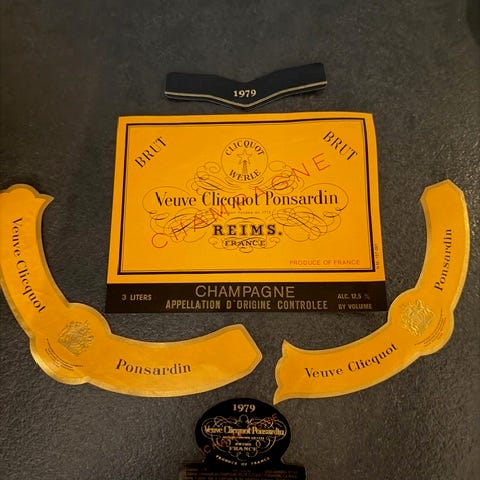 1979
BRUT
BRUT
CLICQUOT
WERLE
Veuve Clicquot Ponsardin
CHAMPAGNE
REIMS.
FRANCE
PRODUCE OF FRANCE
3 LITERS
CHAMPAGNE
APPELLATION D'ORIGINE CONTROLEE
ALC. 12,5 %
BY VOLUME
Veuve Clicquot
Ponsardin
Veuve Clicquot
Ponsardin
1979
Veuve Clicquot Ponsardin
REIMS
FRANCE
PRODUCE OF FRANCE